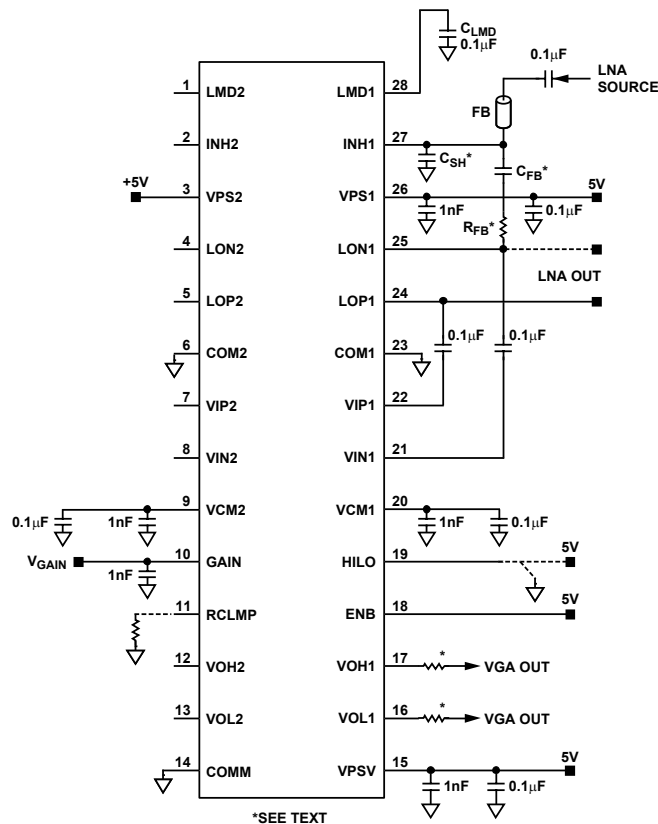 C_LMD
0.1µF
0.1µF
LNA
SOURCE
FB
1 LMD2 LMD1 28
2 INH2 INH1 27
C_SH*
C_FB*
+5V
3 VPS2 VPS1 26
5V
1nF
0.1µF
R_FB*
4 LON2 LON1 25
LNA OUT
5 LOP2 LOP1 24
0.1µF
0.1µF
6 COM2 COM1 23
7 VIP2 VIP1 22
8 VIN2 VIN1 21
9 VCM2 VCM1 20
0.1µF
1nF
1nF
0.1µF
V_GAIN
10 GAIN HILO 19
5V
1nF
11 RCLMP ENB 18
5V
12 VOH2 VOH1 17
*
VGA OUT
13 VOL2 VOL1 16
*
VGA OUT
14 COMM VPSV 15
5V
1nF
0.1µF
*SEE TEXT